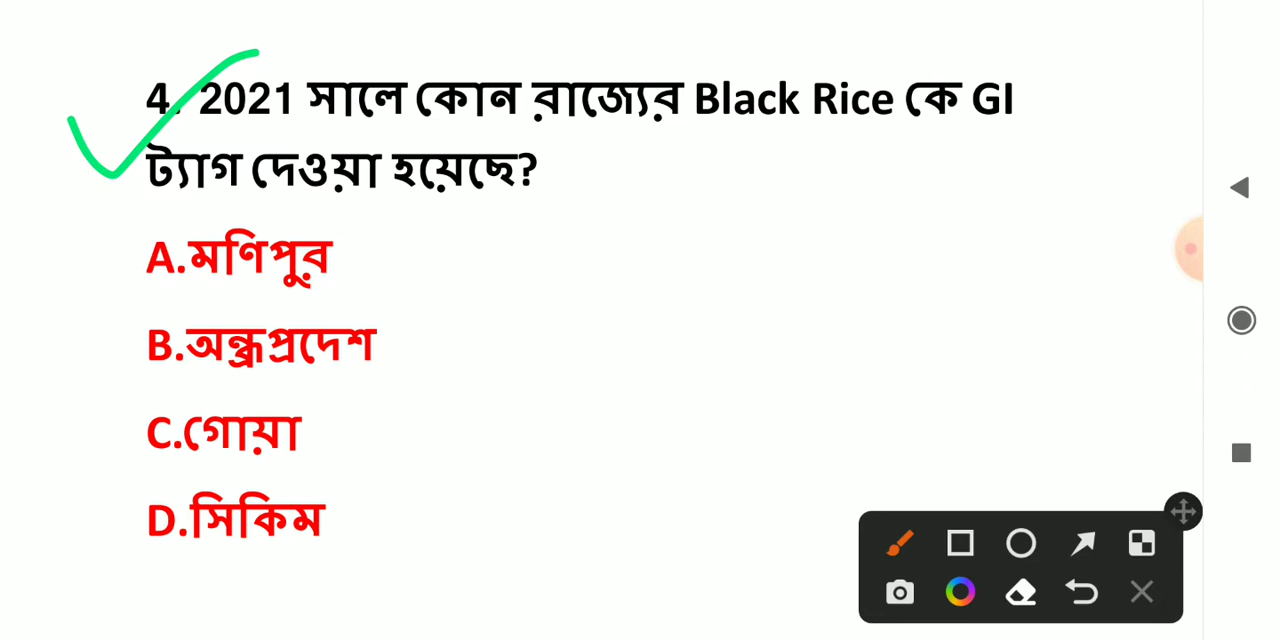 4. 2021 সালে কোন রাজ্যের Black Rice কে GI
ট্যাগ দেওয়া হয়েছে?
A.মণিপুর
B.অন্ধ্রপ্রদেশ
C.গোয়া
D.সিকিম